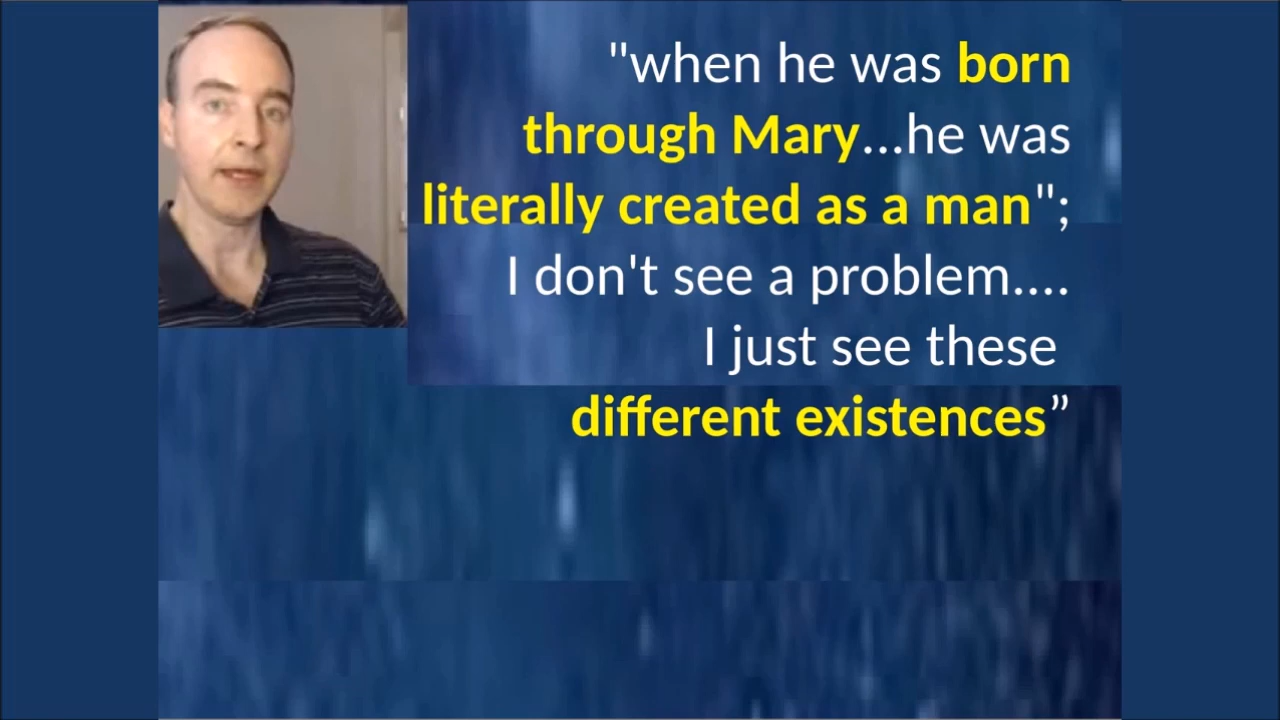 "when he was born
through Mary...he was
literally created as a man";
I don't see a problem....
I just see these
different existences”